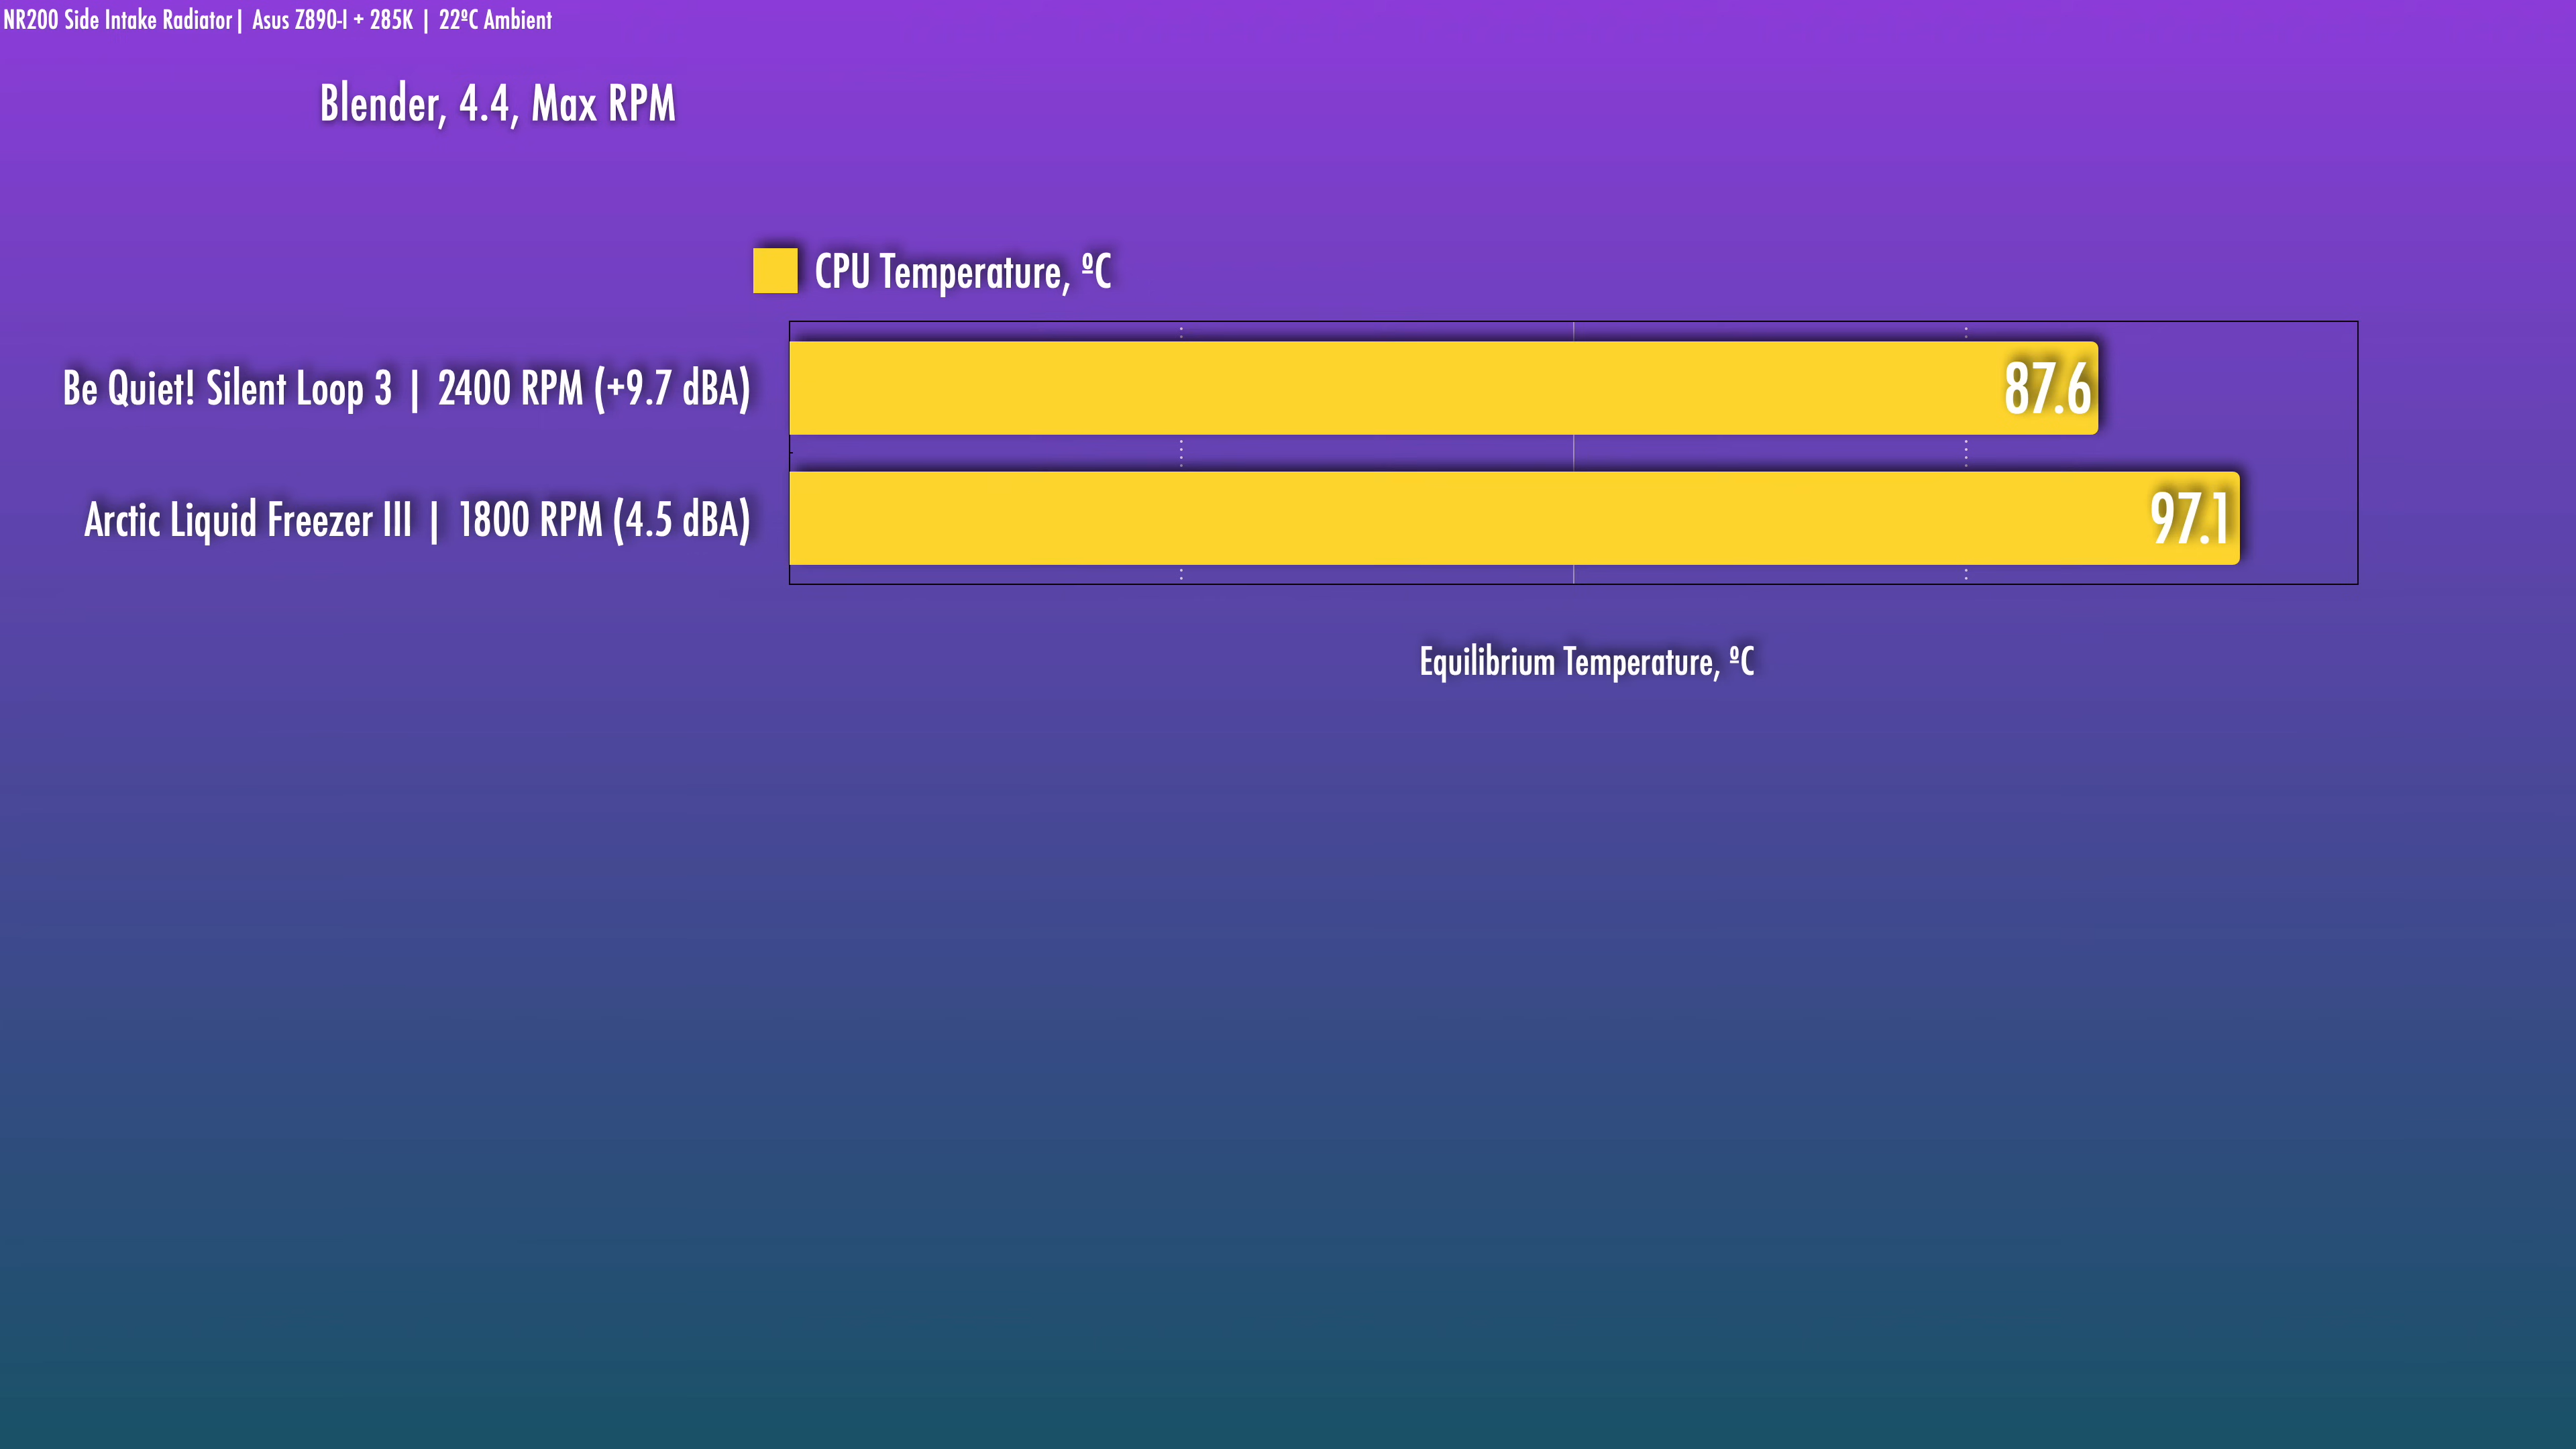 NR200 Side Intake Radiator| Asus Z890-I + 285K | 22ºC Ambient
Blender, 4.4, Max RPM
CPU Temperature, ºC
Be Quiet! Silent Loop 3 | 2400 RPM (+9.7 dBA)
87.6
Arctic Liquid Freezer III | 1800 RPM (4.5 dBA)
97.1
Equilibrium Temperature, ºC